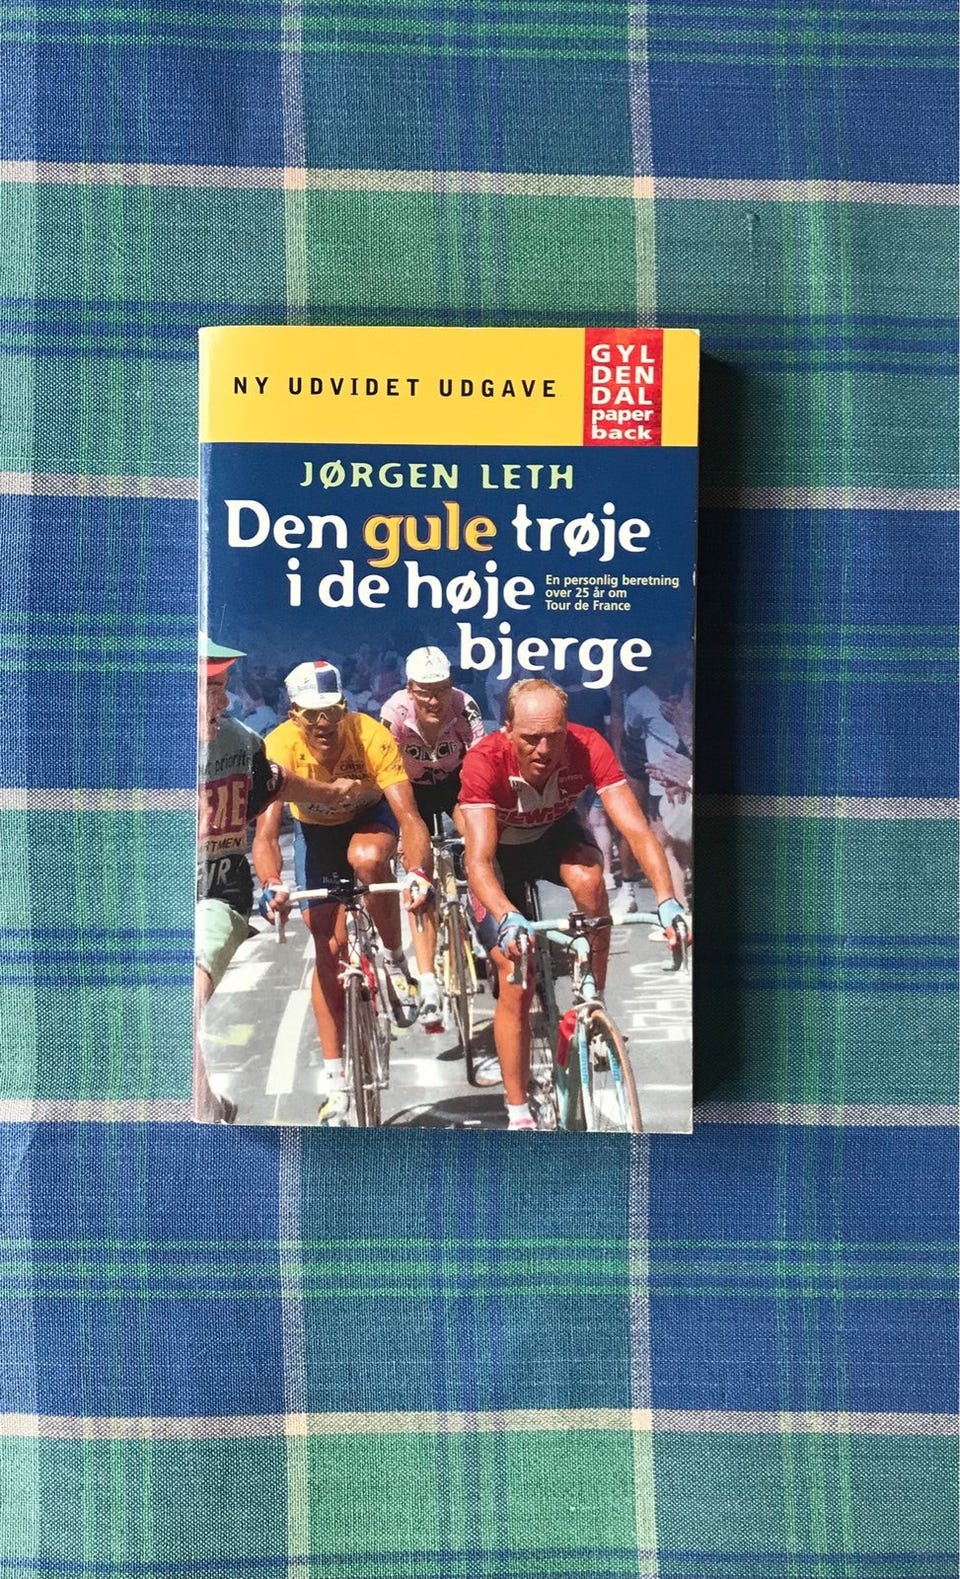 NY UDVIDET UDGAVE
GYL
DEN
DAL
paper
back
JØRGEN LETH
Den gule trøje
i de høje
En personlig beretning
over 25 år om
Tour de France
bjerge
ONCE